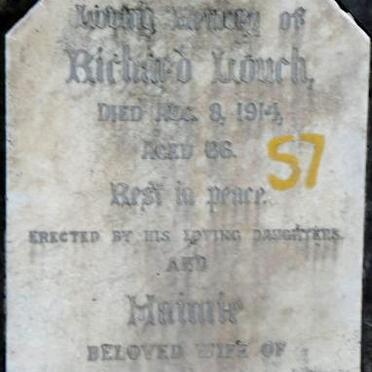 Loving Memory of
Richard Louch,
DIED AUG. 8, 1914,
AGED 66.
57
Rest in peace.
ERECTED BY HIS LOVING DAUGHTERS.
AND
Mamie
BELOVED WIFE OF